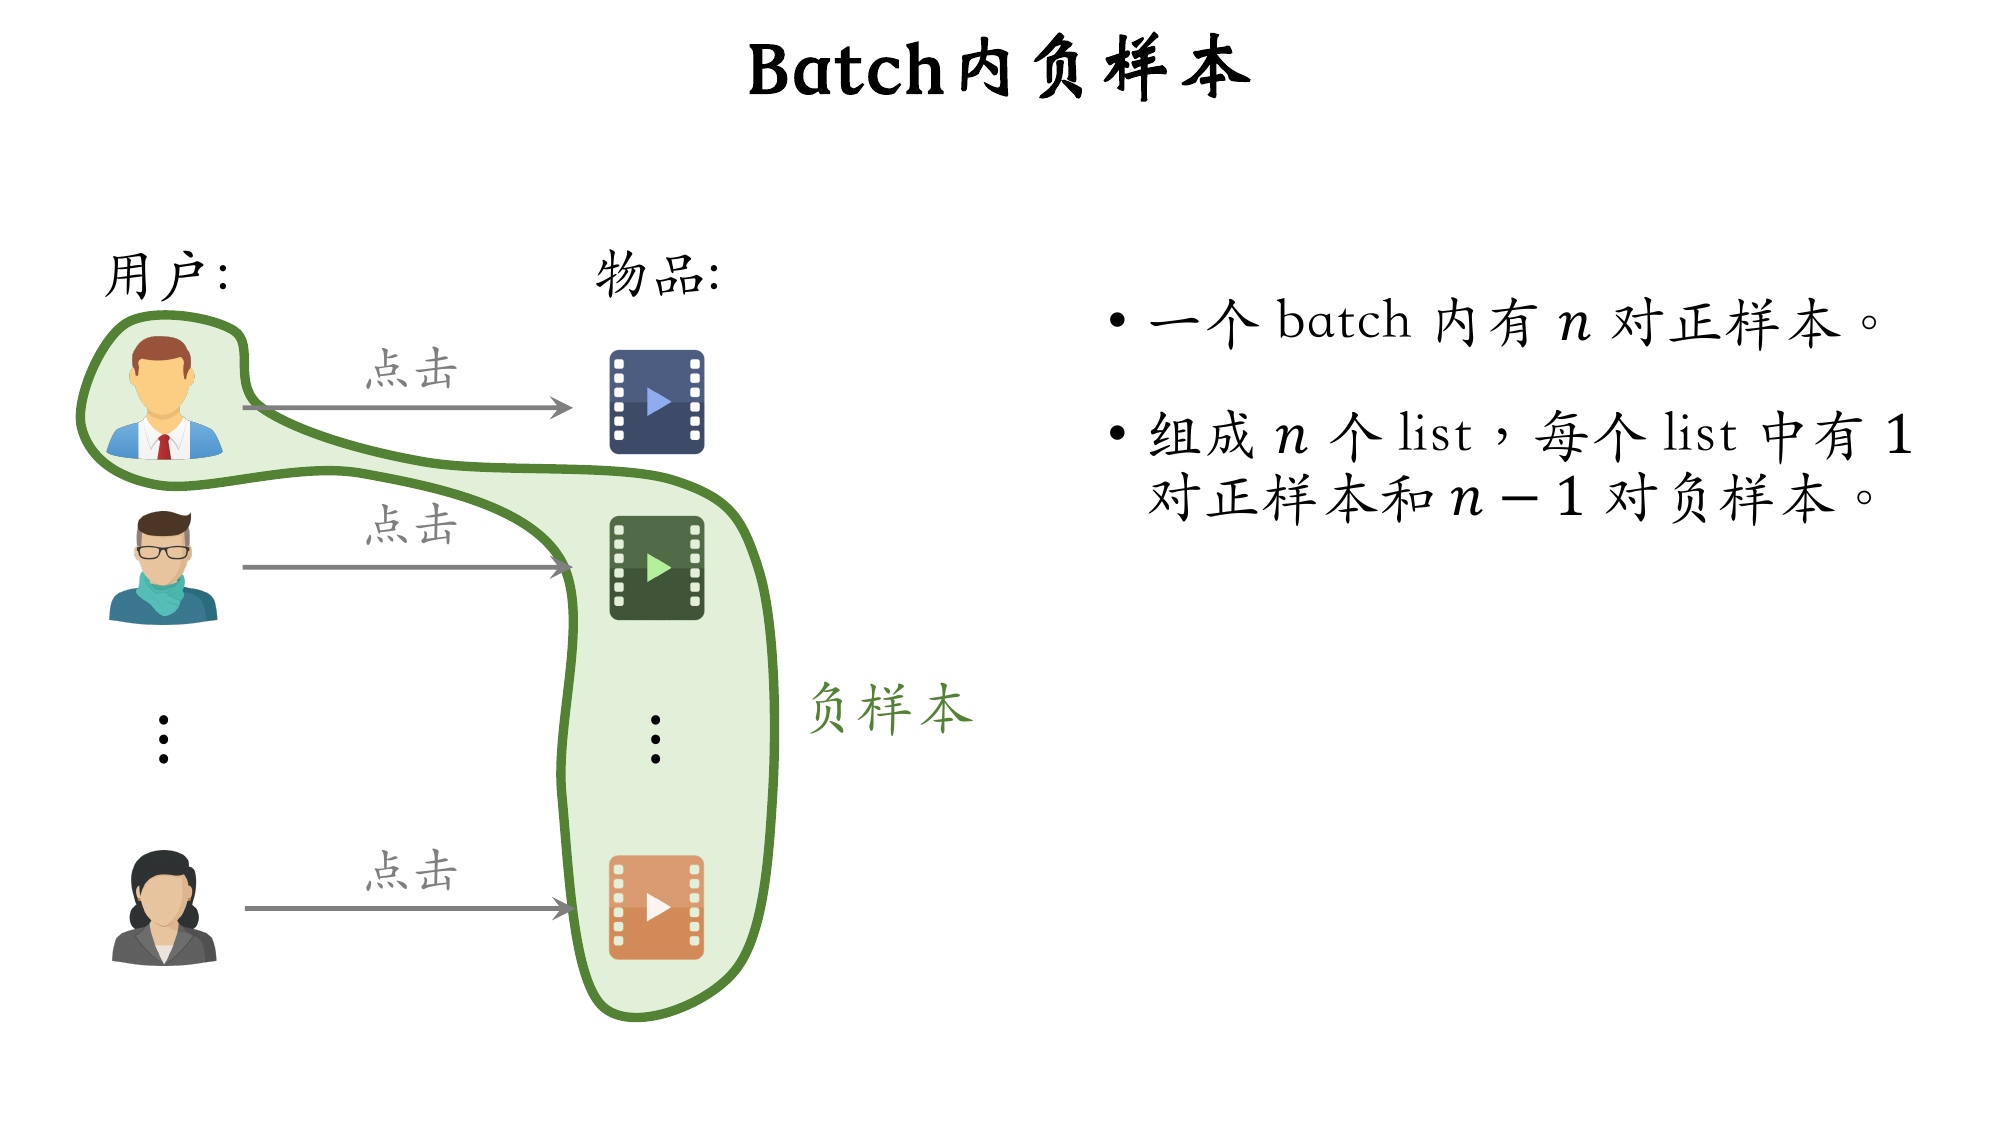 Batch内负样本
用户:
物品:
点击
点击
⋮
⋮
点击
负样本
• 一个 batch 内有 n 对正样本。
• 组成 n 个 list，每个 list 中有 1
对正样本和 n − 1 对负样本。